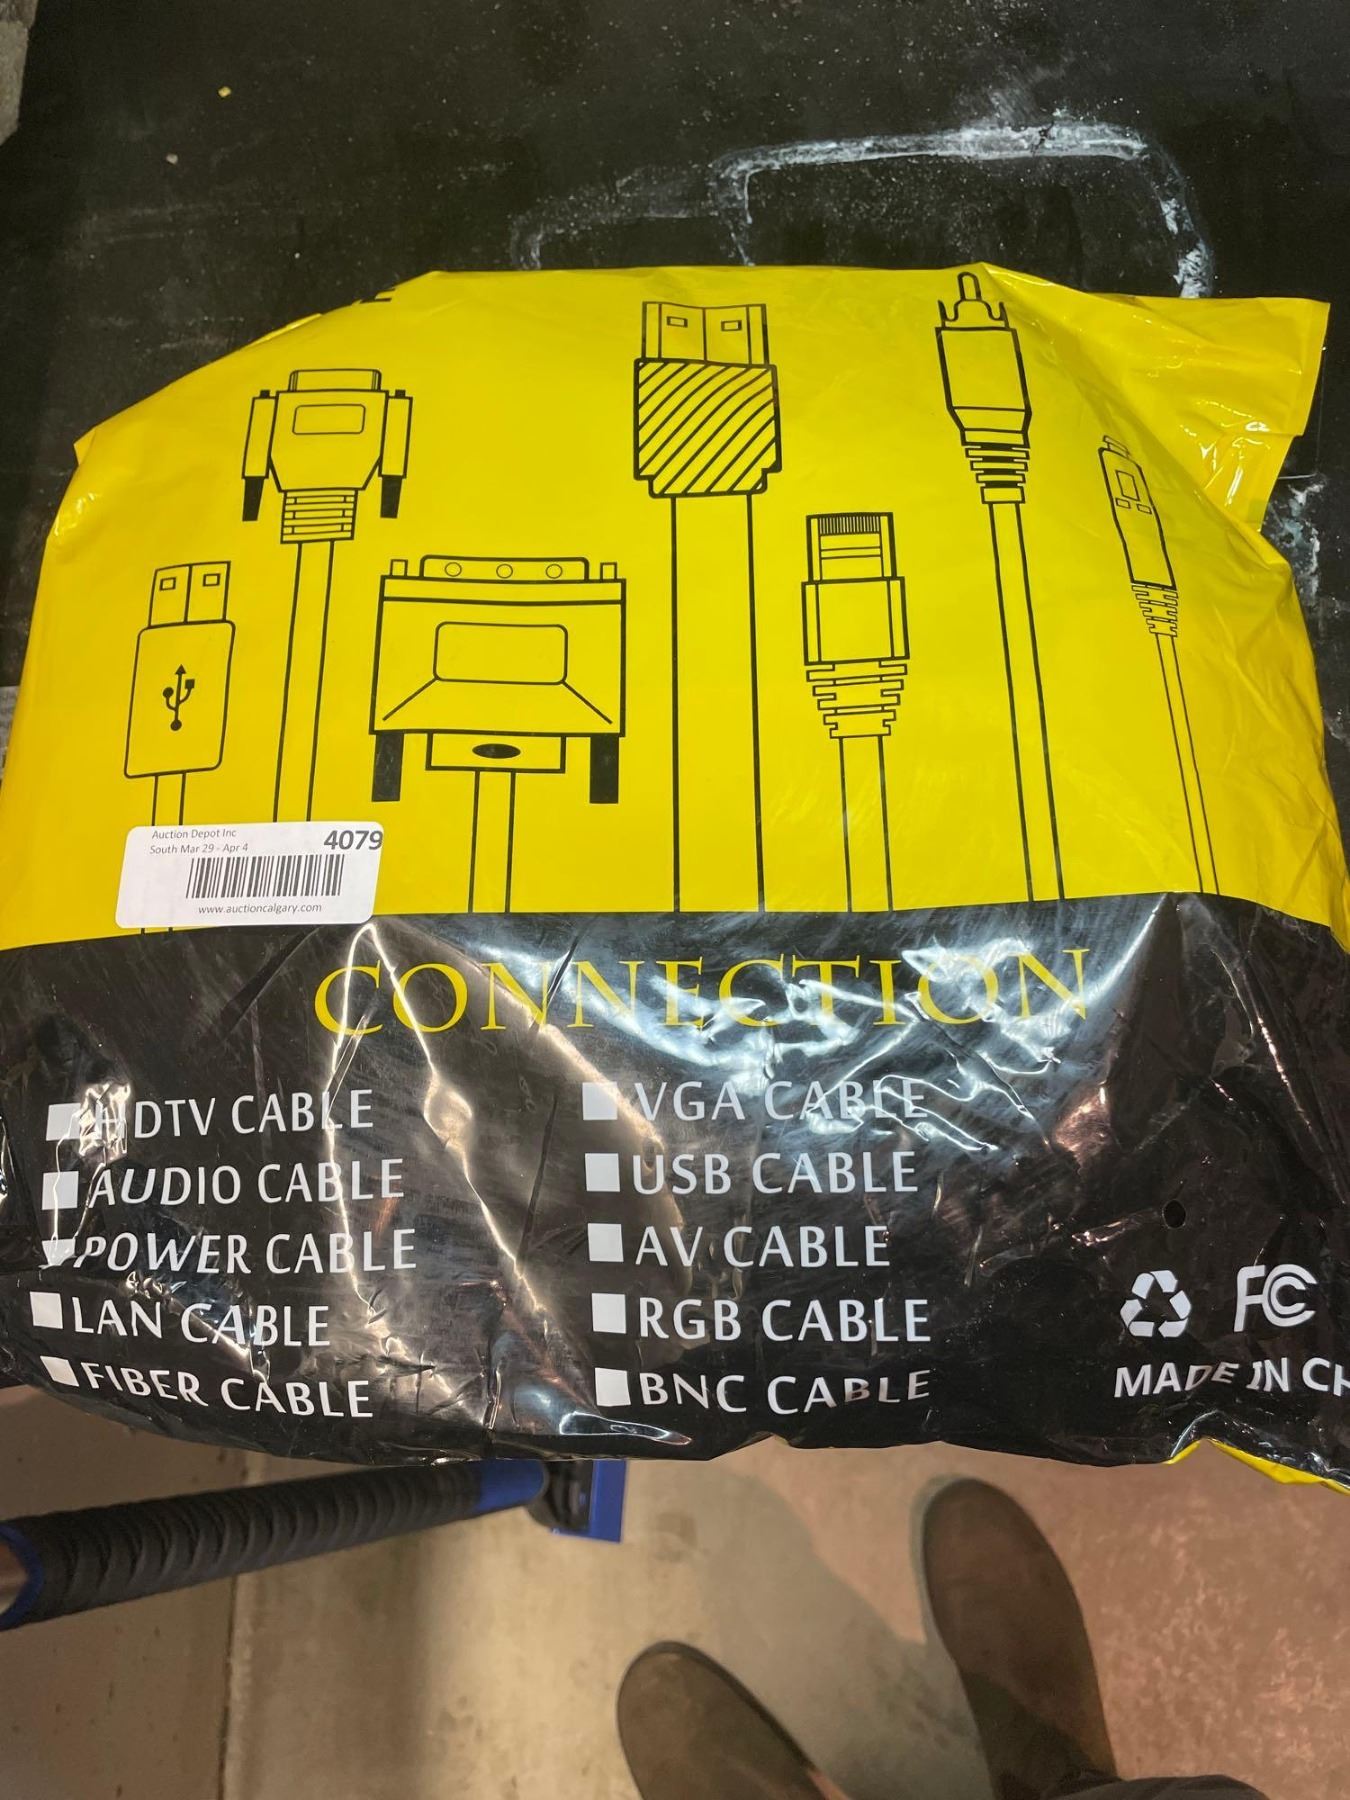 Auction Depot Inc
4079
South Mar 29 - Apr 4
www.auctioncalgary.com
CONNECTION
HDTV CABLE
AUDIO CABLE
POWER CABLE
LAN CABLE
FIBER CABLE
VGA CABLE
USB CABLE
AV CABLE
RGB CABLE
BNC CABLE
FC
MADE IN CH